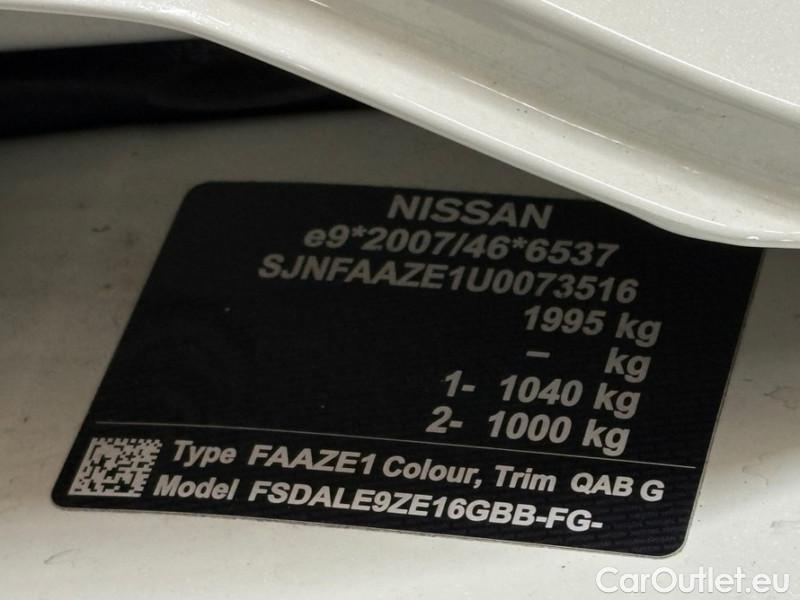 NISSAN
e9*2007/46*6537
SJNFAAZE1U0073516
1995 kg
– kg
1- 1040 kg
2- 1000 kg
Type FAAZE1 Colour, Trim QAB G
Model FSDALE9ZE16GBB-FG-
CarOutlet.eu